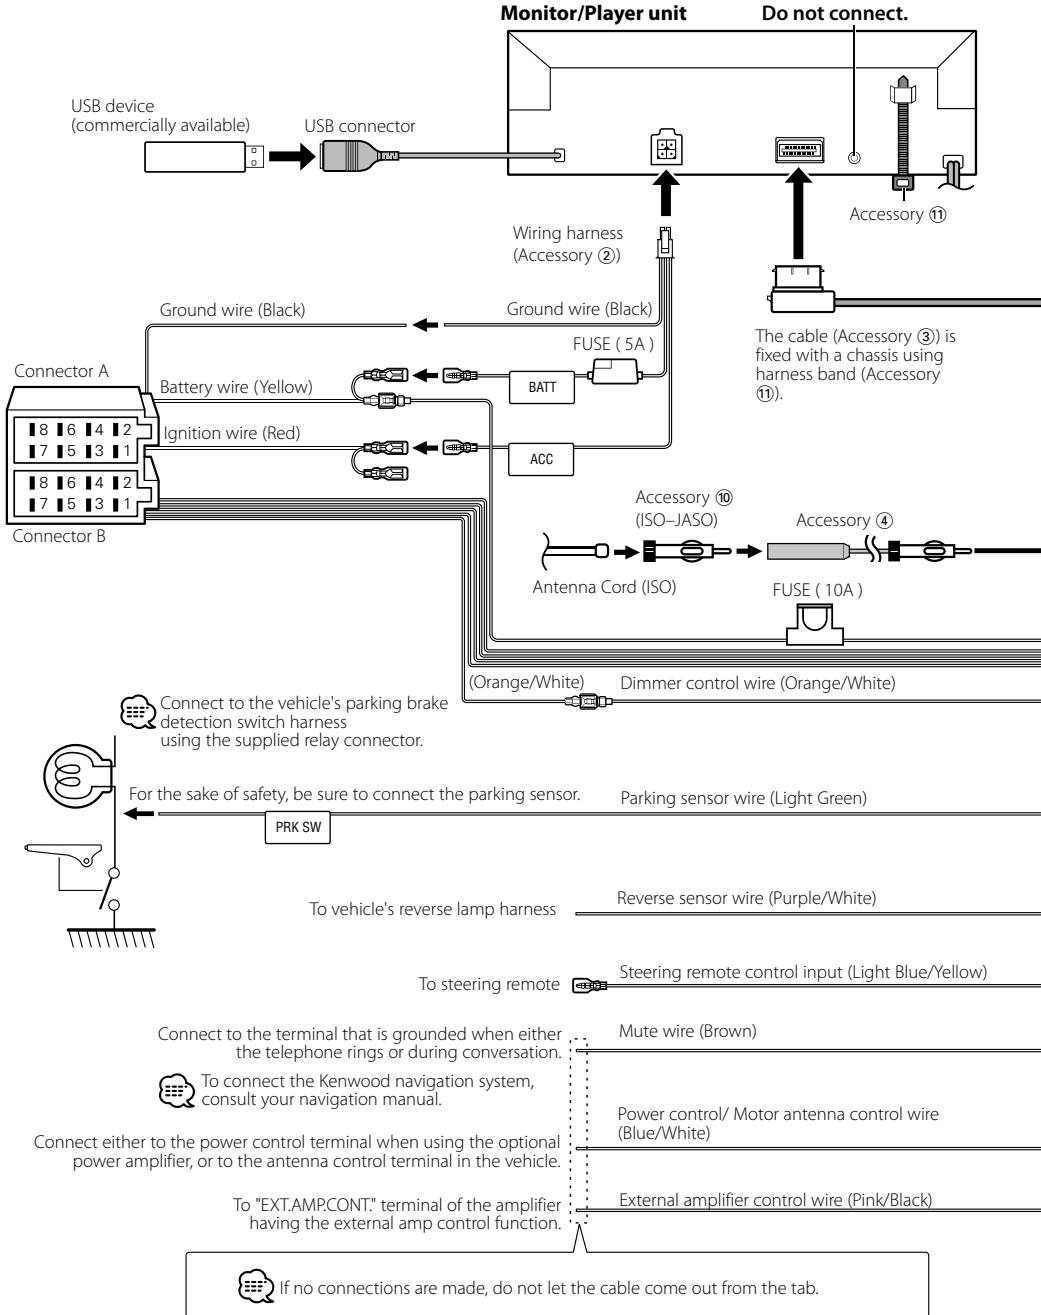 Monitor/Player unit
Do not connect.
USB device
(commercially available)
USB connector
Accessory ⑪
Wiring harness
(Accessory ②)
Ground wire (Black)
Ground wire (Black)
FUSE ( 5A )
The cable (Accessory ③) is
fixed with a chassis using
harness band (Accessory
⑪).
Connector A
Battery wire (Yellow)
BATT
Ignition wire (Red)
ACC
8 6 4 2
7 5 3 1
8 6 4 2
7 5 3 1
Connector B
Accessory ⑩
(ISO–JASO)
Accessory ④
Antenna Cord (ISO)
FUSE ( 10A )
(Orange/White)
Dimmer control wire (Orange/White)
Connect to the vehicle's parking brake
detection switch harness
using the supplied relay connector.
For the sake of safety, be sure to connect the parking sensor.
Parking sensor wire (Light Green)
PRK SW
To vehicle's reverse lamp harness
Reverse sensor wire (Purple/White)
To steering remote
Steering remote control input (Light Blue/Yellow)
Connect to the terminal that is grounded when either
the telephone rings or during conversation.
Mute wire (Brown)
To connect the Kenwood navigation system,
consult your navigation manual.
Power control/ Motor antenna control wire
(Blue/White)
Connect either to the power control terminal when using the optional
power amplifier, or to the antenna control terminal in the vehicle.
To "EXT.AMP.CONT." terminal of the amplifier
having the external amp control function.
External amplifier control wire (Pink/Black)
If no connections are made, do not let the cable come out from the tab.